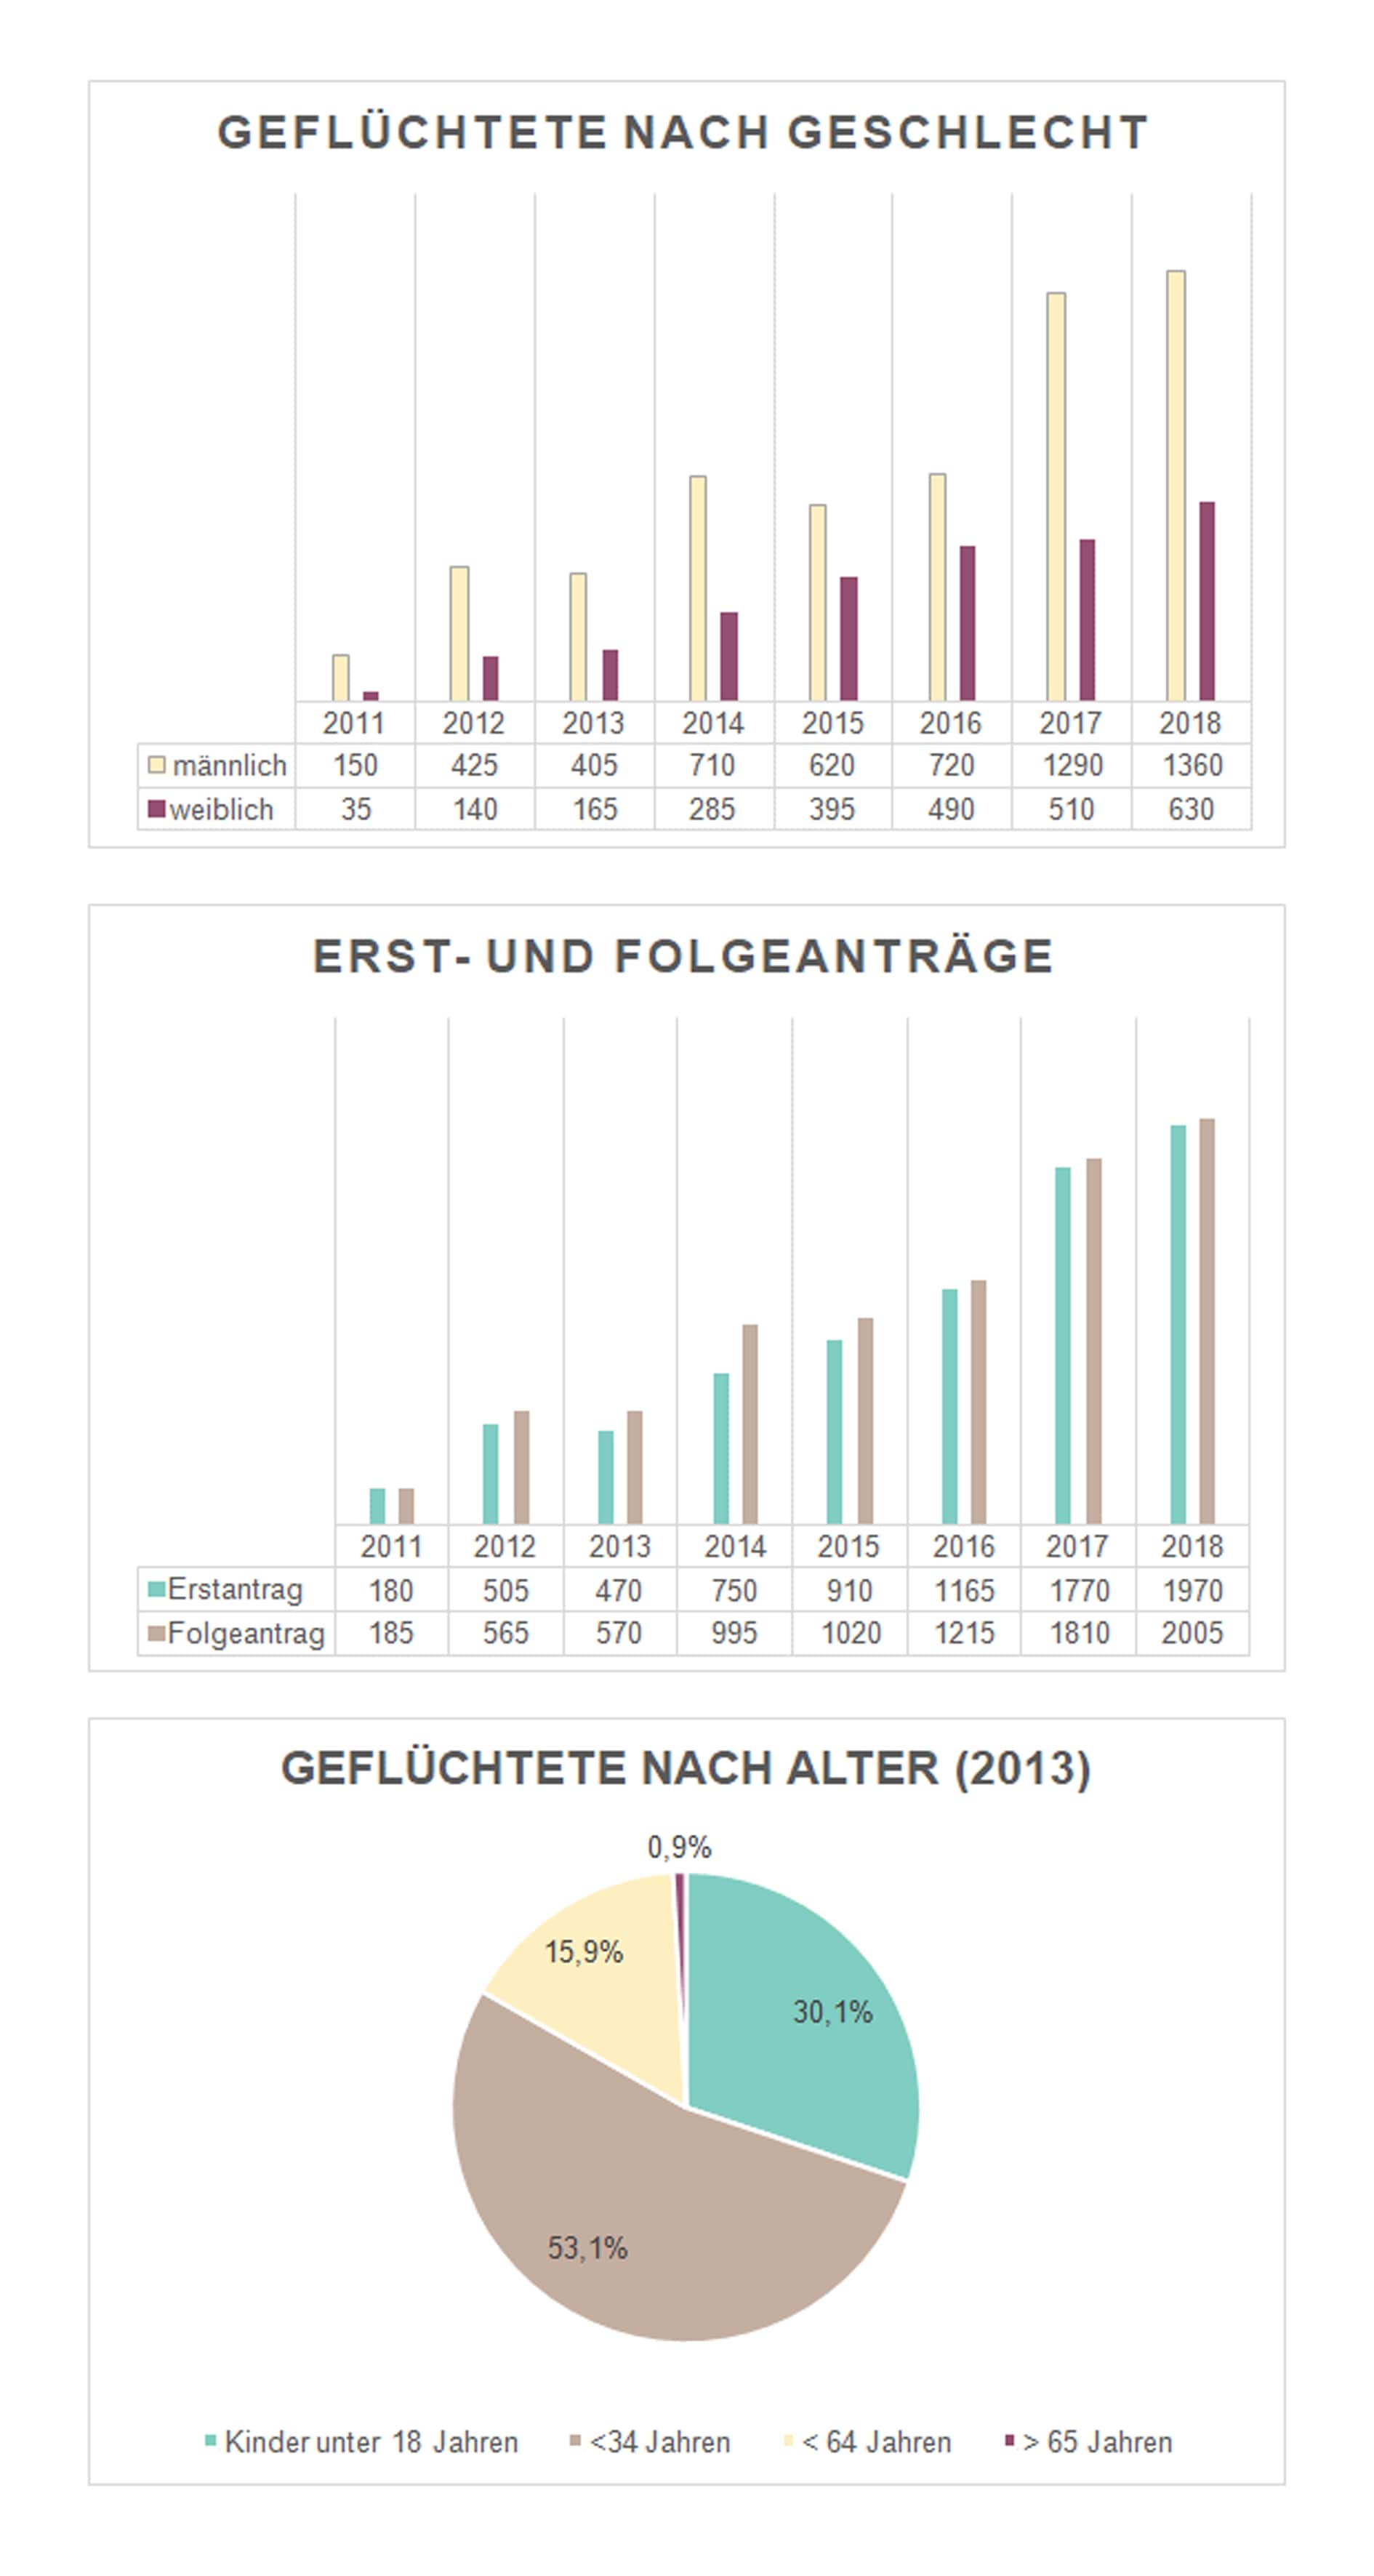 GEFLÜCHTETE NACH GESCHLECHT
2011 2012 2013 2014 2015 2016 2017 2018
männlich 150 425 405 710 620 720 1290 1360
weiblich 35 140 165 285 395 490 510 630
ERST- UND FOLGEANTRÄGE
2011 2012 2013 2014 2015 2016 2017 2018
Erstantrag 180 505 470 750 910 1165 1770 1970
Folgeantrag 185 565 570 995 1020 1215 1810 2005
GEFLÜCHTETE NACH ALTER (2013)
0,9%
15,9%
30,1%
53,1%
Kinder unter 18 Jahren <34 Jahren < 64 Jahren > 65 Jahren